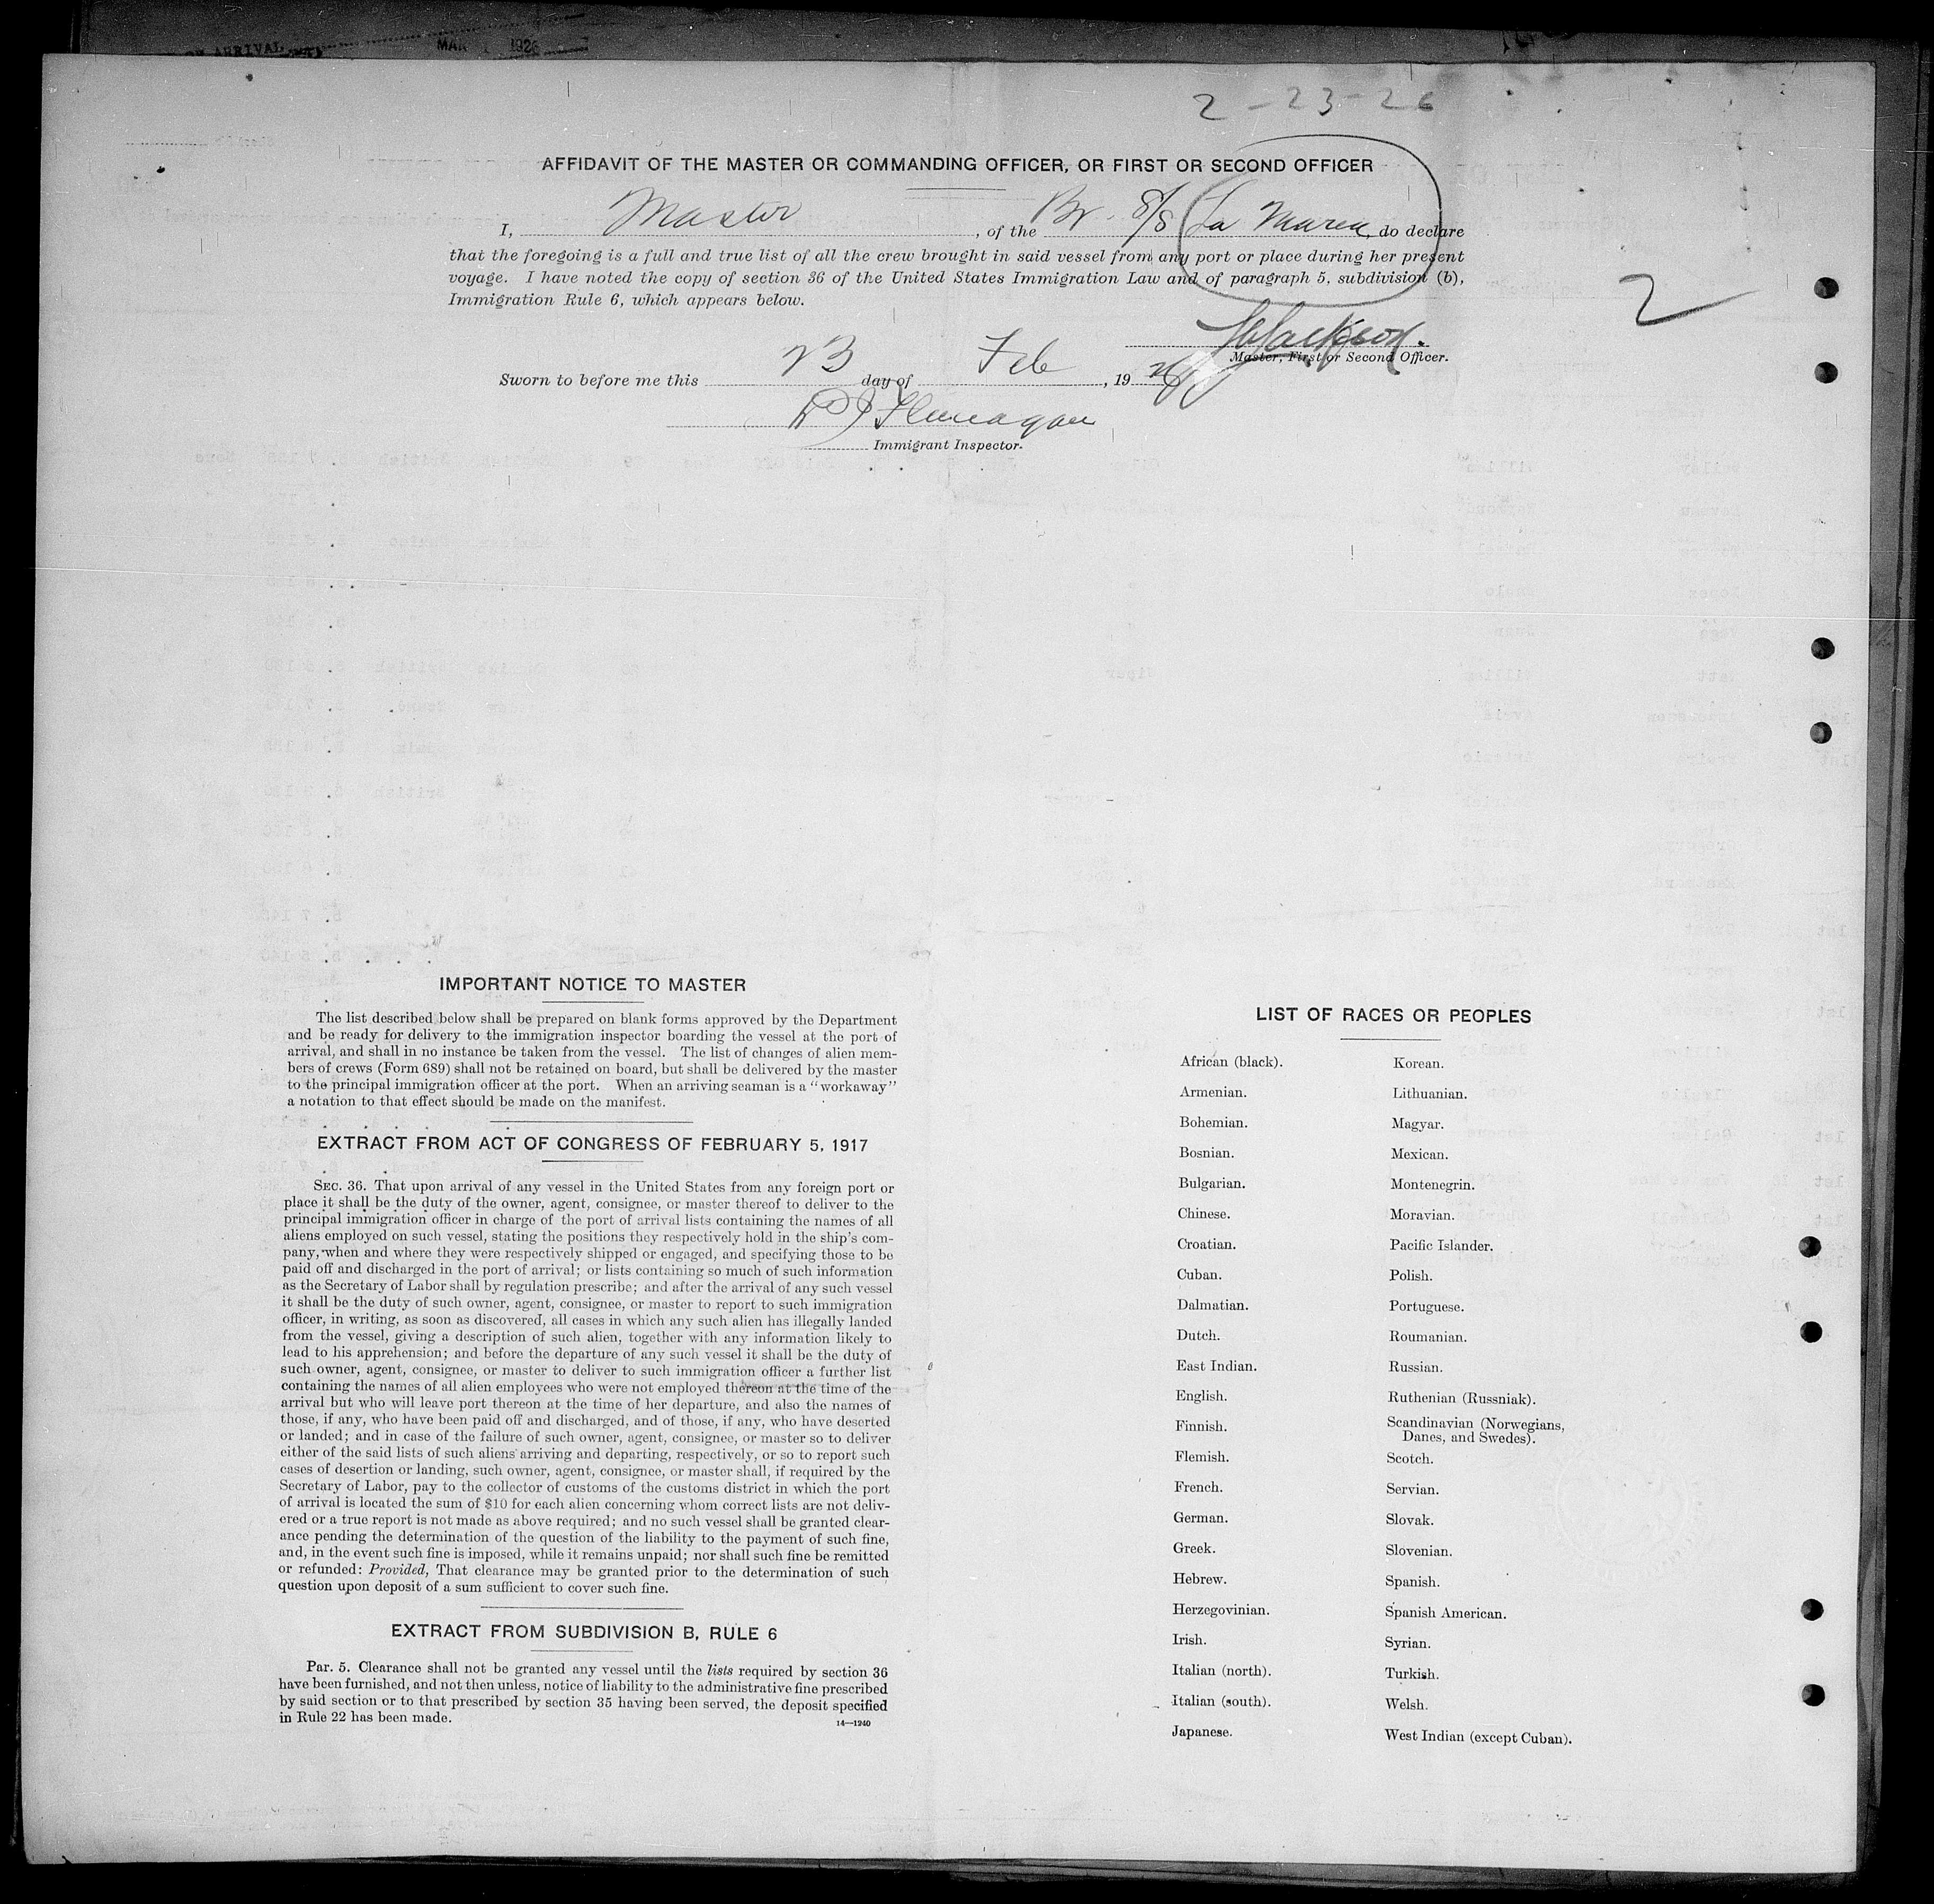 ARRIVAL
MAR 1926
2-23-26
AFFIDAVIT OF THE MASTER OR COMMANDING OFFICER, OR FIRST OR SECOND OFFICER
I, Master, of the Br. S/S La Marea, do declare
that the foregoing is a full and true list of all the crew brought in said vessel from any port or place during her present
voyage. I have noted the copy of section 36 of the United States Immigration Law and of paragraph 5, subdivision (b),
Immigration Rule 6, which appears below.
2
Jackson.
Master, First or Second Officer.
Sworn to before me this 23 day of Feb, 1926
Flannagan
Immigrant Inspector.
IMPORTANT NOTICE TO MASTER
The list described below shall be prepared on blank forms approved by the Department
and be ready for delivery to the immigration inspector boarding the vessel at the port of
arrival, and shall in no instance be taken from the vessel. The list of changes of alien mem-
bers of crews (Form 689) shall not be retained on board, but shall be delivered by the master
to the principal immigration officer at the port. When an arriving seaman is a "workaway"
a notation to that effect should be made on the manifest.
EXTRACT FROM ACT OF CONGRESS OF FEBRUARY 5, 1917
SEC. 36. That upon arrival of any vessel in the United States from any foreign port or
place it shall be the duty of the owner, agent, consignee, or master thereof to deliver to the
principal immigration officer in charge of the port of arrival lists containing the names of all
aliens employed on such vessel, stating the positions they respectively hold in the ship's com-
pany, when and where they were respectively shipped or engaged, and specifying those to be
paid off and discharged in the port of arrival; or lists containing so much of such information
as the Secretary of Labor shall by regulation prescribe; and after the arrival of any such vessel
it shall be the duty of such owner, agent, consignee, or master to report to such immigration
officer, in writing, as soon as discovered, all cases in which any such alien has illegally landed
from the vessel, giving a description of such alien, together with any information likely to
lead to his apprehension; and before the departure of any such vessel it shall be the duty of
such owner, agent, consignee, or master to deliver to such immigration officer a further list
containing the names of all alien employees who were not employed thereon at the time of the
arrival but who will leave port thereon at the time of her departure, and also the names of
those, if any, who have been paid off and discharged, and of those, if any, who have deserted
or landed; and in case of the failure of such owner, agent, consignee, or master so to deliver
either of the said lists of such aliens arriving and departing, respectively, or so to report such
cases of desertion or landing, such owner, agent, consignee, or master shall, if required by the
Secretary of Labor, pay to the collector of customs of the customs district in which the port
of arrival is located the sum of $10 for each alien concerning whom correct lists are not deliv-
ered or a true report is not made as above required; and no such vessel shall be granted clear-
ance pending the determination of the question of the liability to the payment of such fine,
and, in the event such fine is imposed, while it remains unpaid; nor shall such fine be remitted
or refunded: Provided, That clearance may be granted prior to the determination of such
question upon deposit of a sum sufficient to cover such fine.
EXTRACT FROM SUBDIVISION B, RULE 6
Par. 5. Clearance shall not be granted any vessel until the lists required by section 36
have been furnished, and not then unless, notice of liability to the administrative fine prescribed
by said section or to that prescribed by section 35 having been served, the deposit specified
in Rule 22 has been made.
14—1240
LIST OF RACES OR PEOPLES
African (black).
Armenian.
Bohemian.
Bosnian.
Bulgarian.
Chinese.
Croatian.
Cuban.
Dalmatian.
Dutch.
East Indian.
English.
Finnish.
Flemish.
French.
German.
Greek.
Hebrew.
Herzegovinian.
Irish.
Italian (north).
Italian (south).
Japanese.
Korean.
Lithuanian.
Magyar.
Mexican.
Montenegrin.
Moravian.
Pacific Islander.
Polish.
Portuguese.
Roumanian.
Russian.
Ruthenian (Russniak).
Scandinavian (Norwegians,
Danes, and Swedes).
Scotch.
Servian.
Slovak.
Slovenian.
Spanish.
Spanish American.
Syrian.
Turkish.
Welsh.
West Indian (except Cuban).